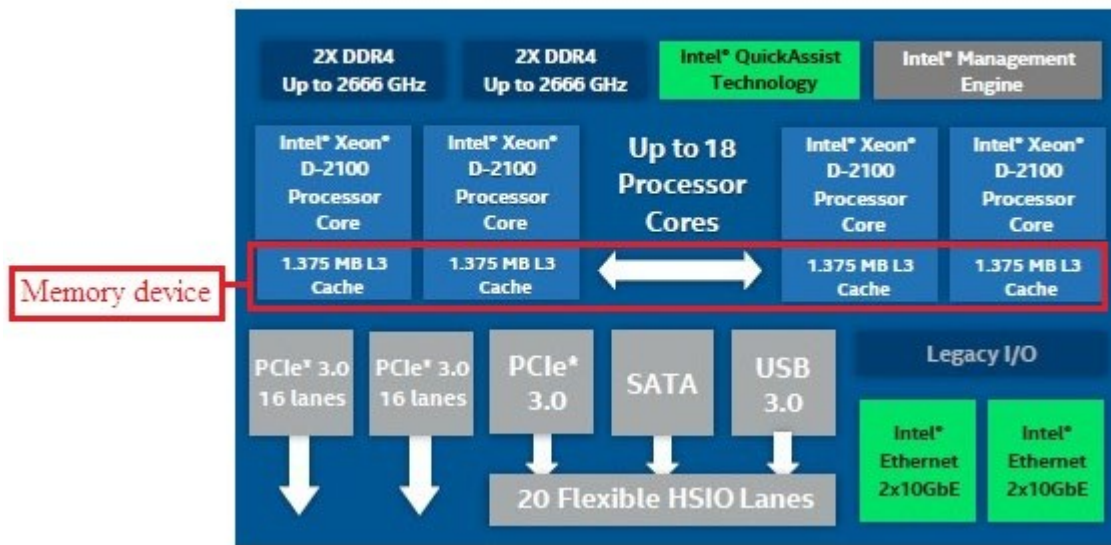 2X DDR4
Up to 2666 GHz
2X DDR4
Up to 2666 GHz
Intel® QuickAssist
Technology
Intel® Management
Engine
Intel® Xeon®
D-2100
Processor
Core
Intel® Xeon®
D-2100
Processor
Core
Up to 18
Processor
Cores
Intel® Xeon®
D-2100
Processor
Core
Intel® Xeon®
D-2100
Processor
Core
Memory device
1.375 MB L3
Cache
1.375 MB L3
Cache
1.375 MB L3
Cache
1.375 MB L3
Cache
PCIe* 3.0
16 lanes
PCIe* 3.0
16 lanes
PCIe*
3.0
SATA
USB
3.0
Legacy I/O
Intel®
Ethernet
2x10GbE
Intel®
Ethernet
2x10GbE
20 Flexible HSIO Lanes